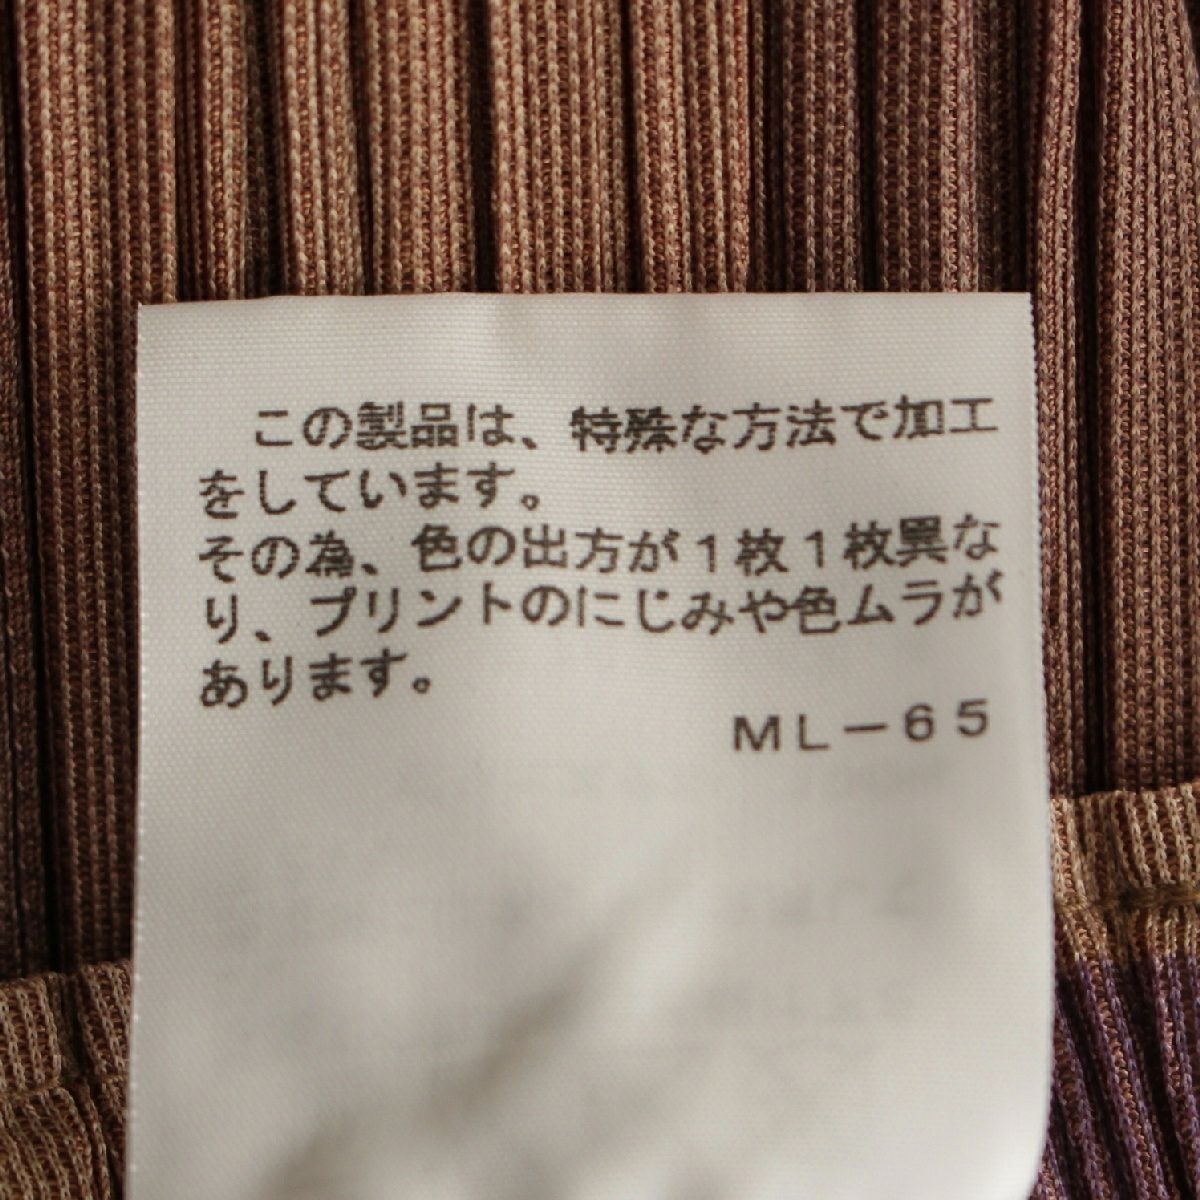 この製品は、特殊な方法で加工
をしています。
その為、色の出方が１枚１枚異な
り、プリントのにじみや色ムラが
あります。
ＭＬ－６５